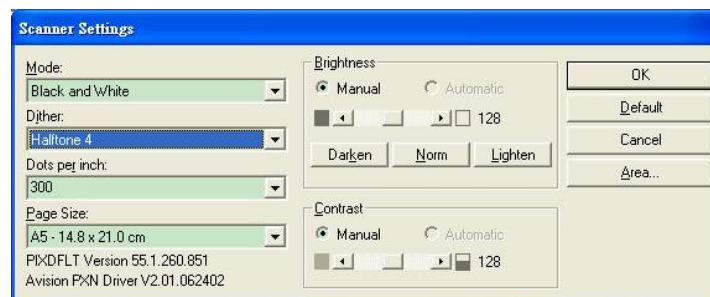 Scanner Settings
Mode:
Black and White
Dither:
Halftone 4
Dots per inch:
300
Page Size:
A5 - 14.8 x 21.0 cm
PIXDFLT Version 55.1.260.851
Avision PXN Driver V2.01.062402
Brightness
Manual Automatic
128
Darken Norm Lighten
Contrast
Manual Automatic
128
OK
Default
Cancel
Area...